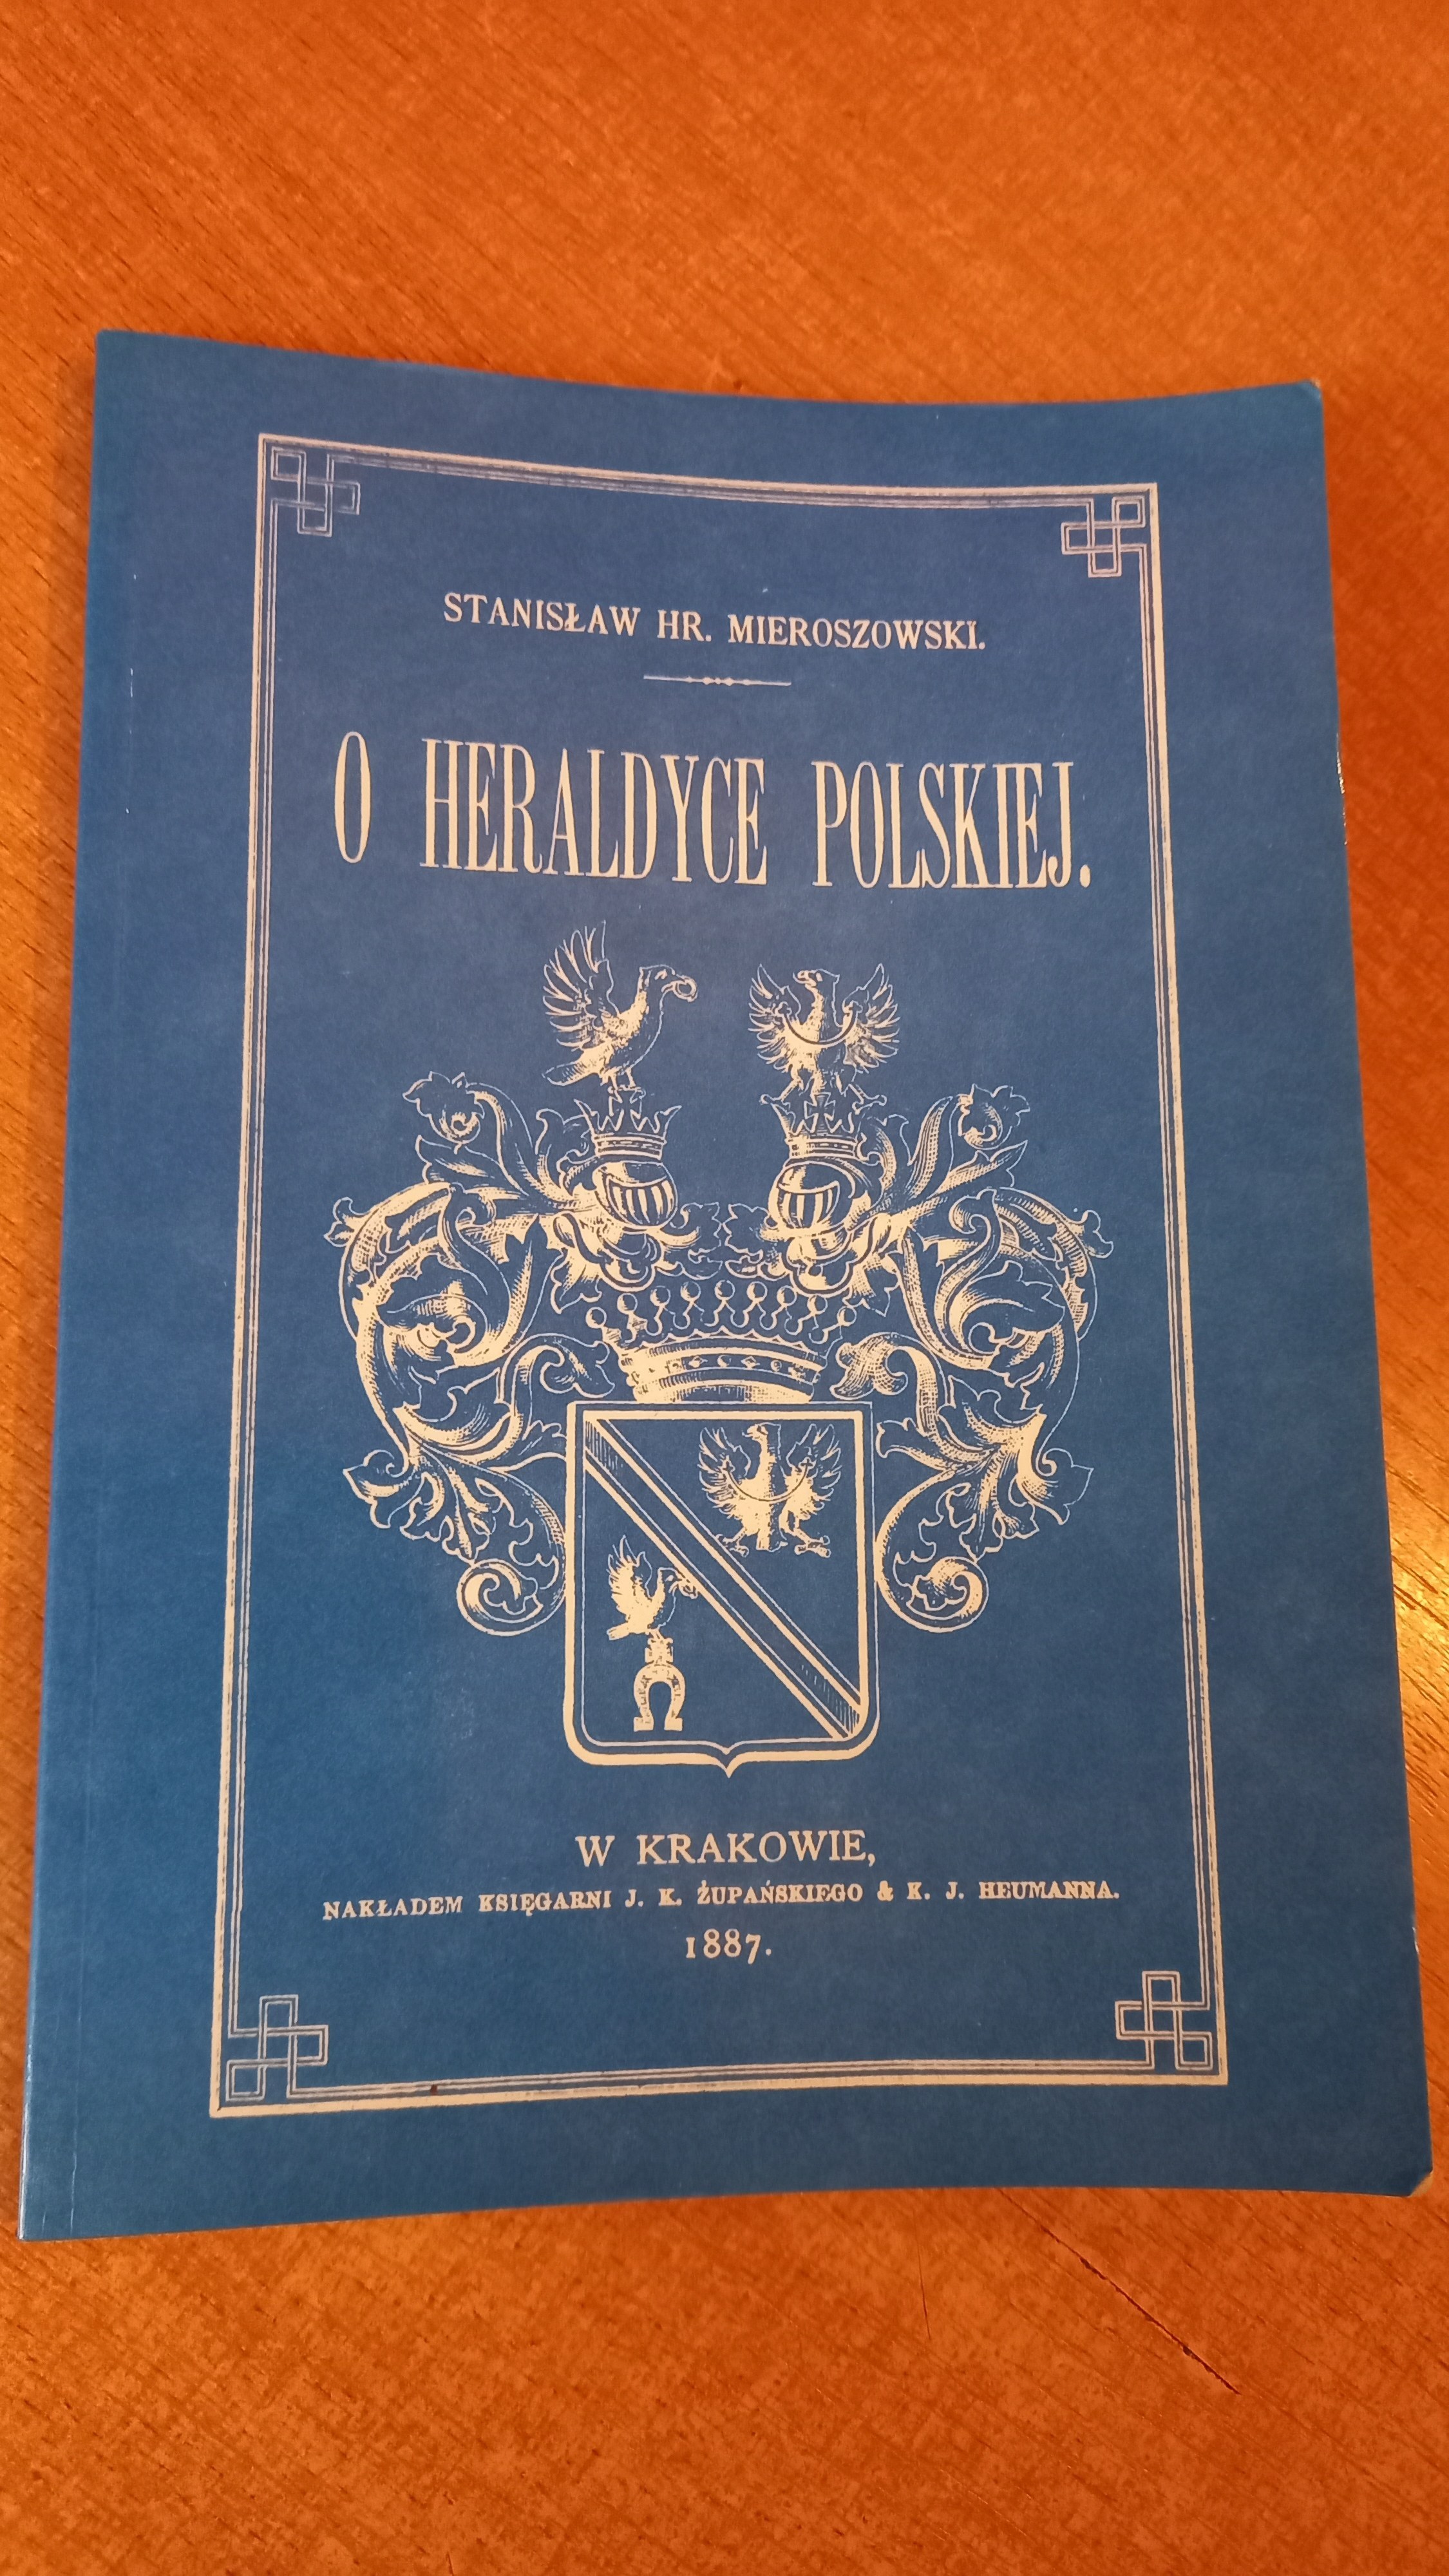 STANISŁAW HR. MIEROSZOWSKI.
O HERALDYCE POLSKIEJ.
W KRAKOWIE,
NAKŁADEM KSIĘGARNI J. K. ŻUPAŃSKIEGO & K. J. HEUMANNA.
1887.